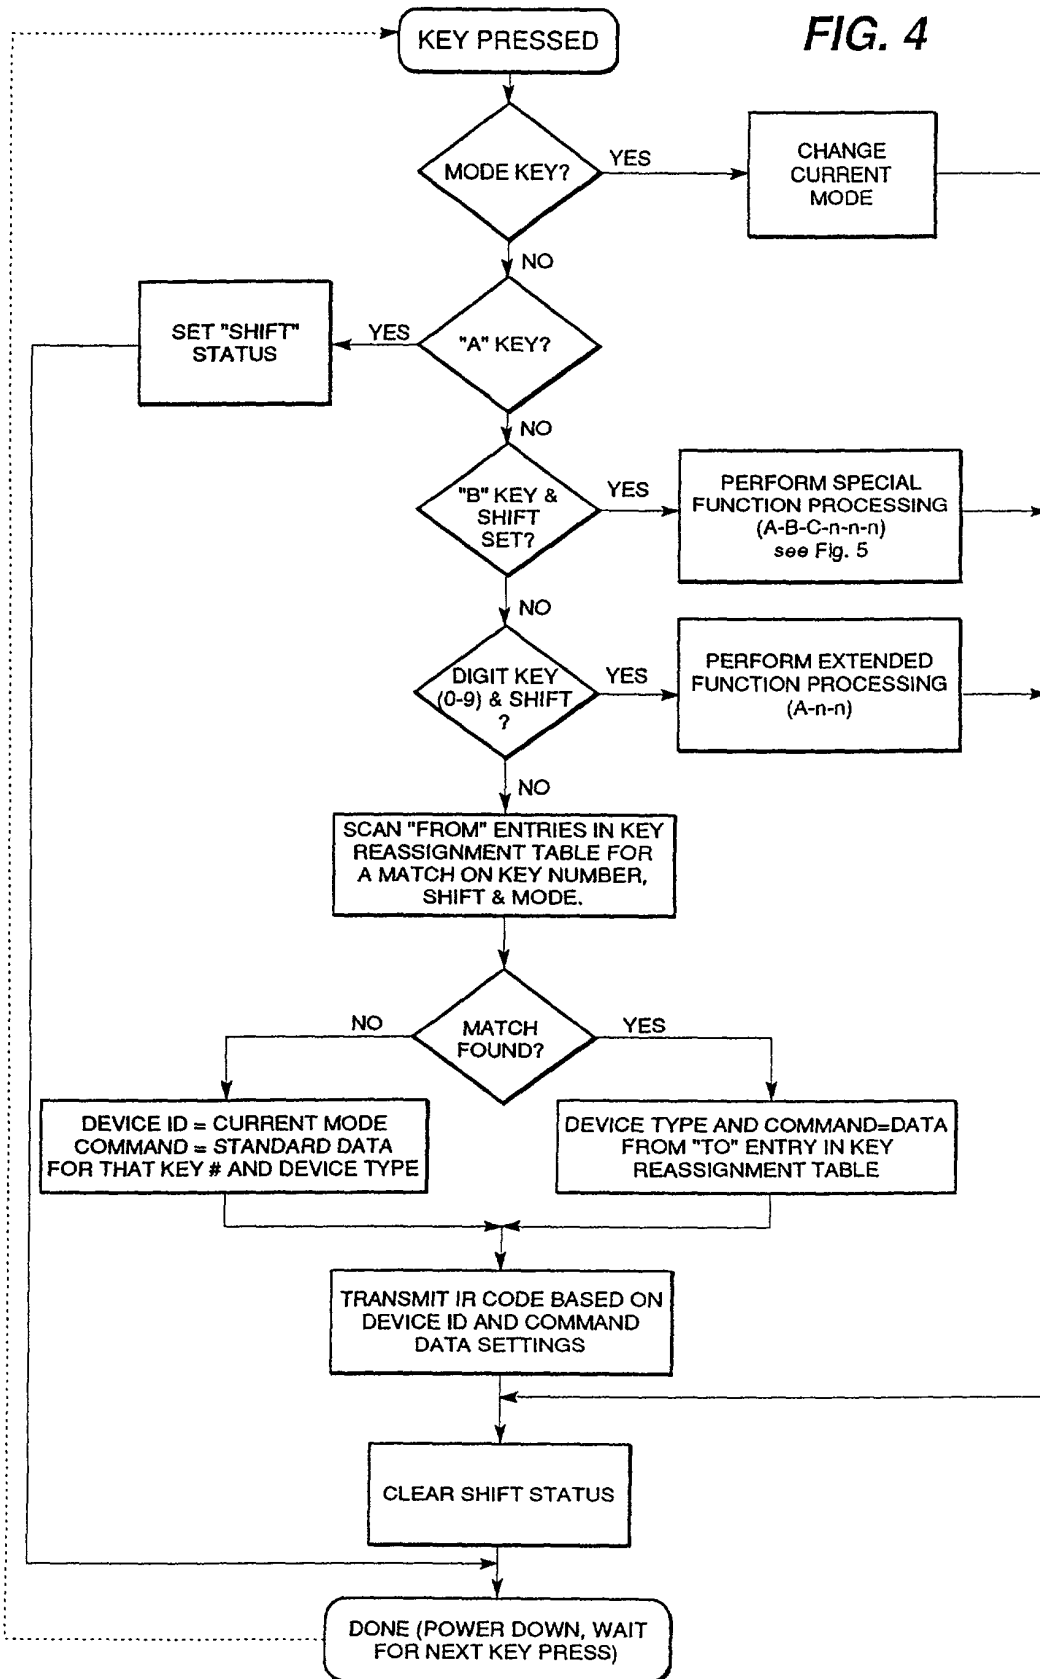 FIG. 4
KEY PRESSED
MODE KEY?
YES
CHANGE
CURRENT
MODE
NO
"A" KEY?
YES
SET "SHIFT"
STATUS
NO
"B" KEY &
SHIFT
SET?
YES
PERFORM SPECIAL
FUNCTION PROCESSING
(A-B-C-n-n-n)
see Fig. 5
NO
DIGIT KEY
(0-9) & SHIFT
?
YES
PERFORM EXTENDED
FUNCTION PROCESSING
(A-n-n)
NO
SCAN "FROM" ENTRIES IN KEY
REASSIGNMENT TABLE FOR
A MATCH ON KEY NUMBER,
SHIFT & MODE.
MATCH
FOUND?
NO
YES
DEVICE ID = CURRENT MODE
COMMAND = STANDARD DATA
FOR THAT KEY # AND DEVICE TYPE
DEVICE TYPE AND COMMAND=DATA
FROM "TO" ENTRY IN KEY
REASSIGNMENT TABLE
TRANSMIT IR CODE BASED ON
DEVICE ID AND COMMAND
DATA SETTINGS
CLEAR SHIFT STATUS
DONE (POWER DOWN, WAIT
FOR NEXT KEY PRESS)